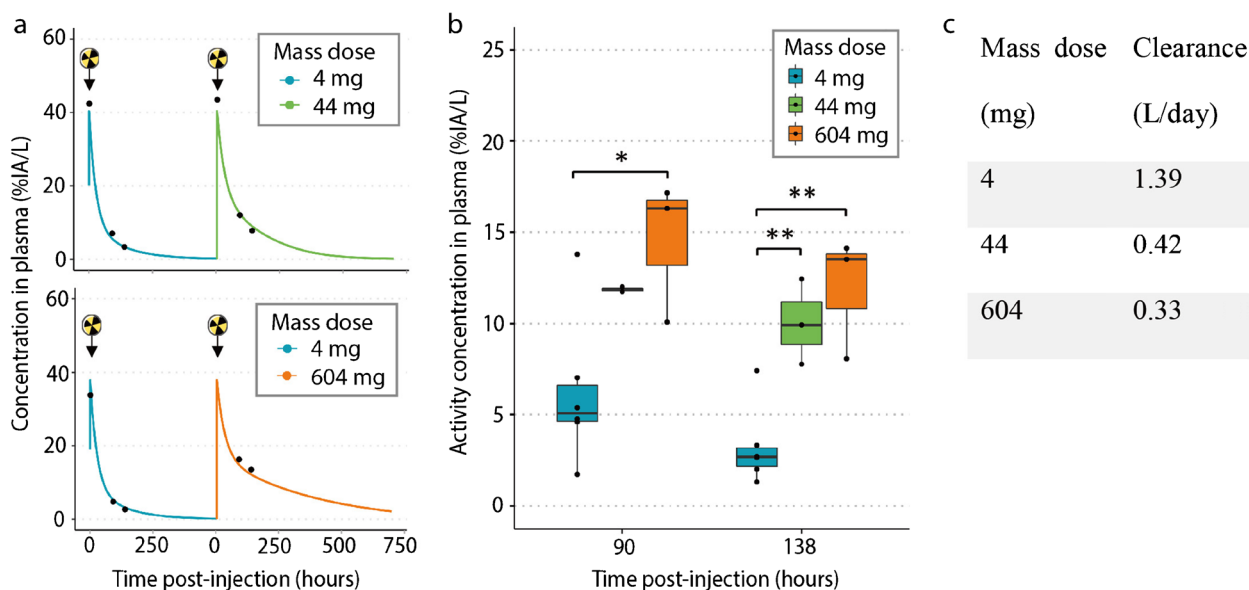 a
60
40
20
0
Mass dose
4 mg
44 mg
60
40
20
0
Mass dose
4 mg
604 mg
Concentration in plasma (%IA/L)
0
250
0
250
500
750
Time post-injection (hours)
b
25
20
15
10
5
0
Activity concentration in plasma (%IA/L)
Mass dose
4 mg
44 mg
604 mg
*
**
**
90
138
Time post-injection (hours)
c
Mass dose Clearance
(mg) (L/day)
4 1.39
44 0.42
604 0.33